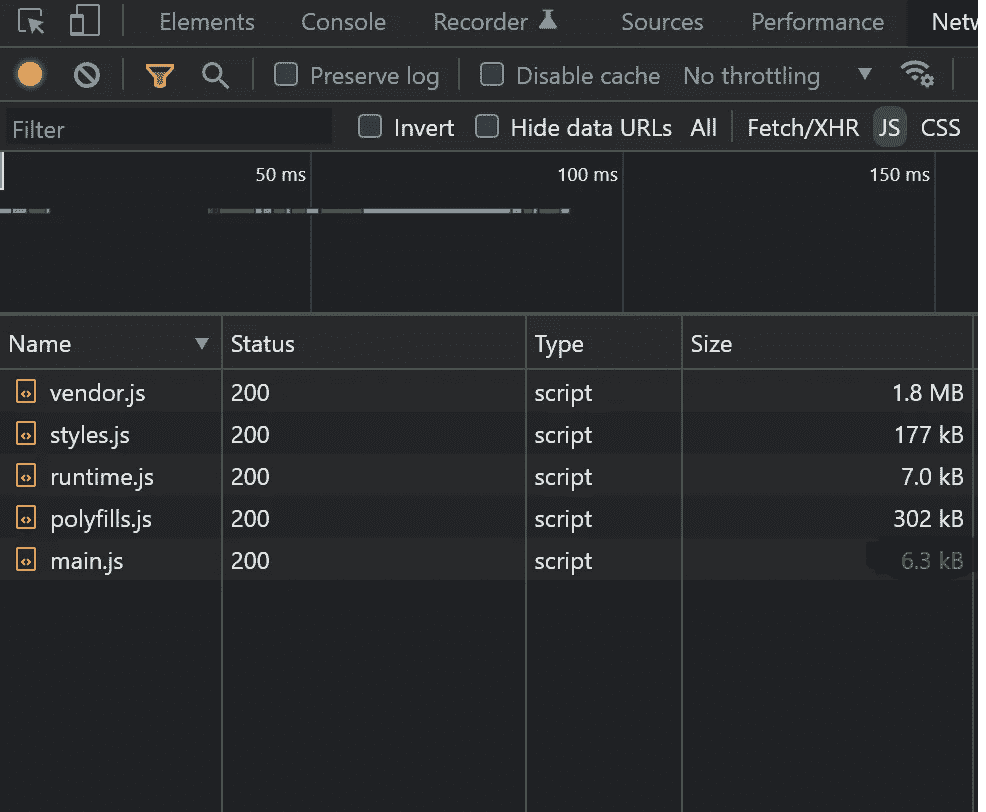 Elements Console Recorder Sources Performance Netw
Preserve log Disable cache No throttling
Filter Invert Hide data URLs All Fetch/XHR JS CSS
50 ms 100 ms 150 ms
Name Status Type Size
vendor.js 200 script 1.8 MB
styles.js 200 script 177 kB
runtime.js 200 script 7.0 kB
polyfills.js 200 script 302 kB
main.js 200 script 6.3 kB